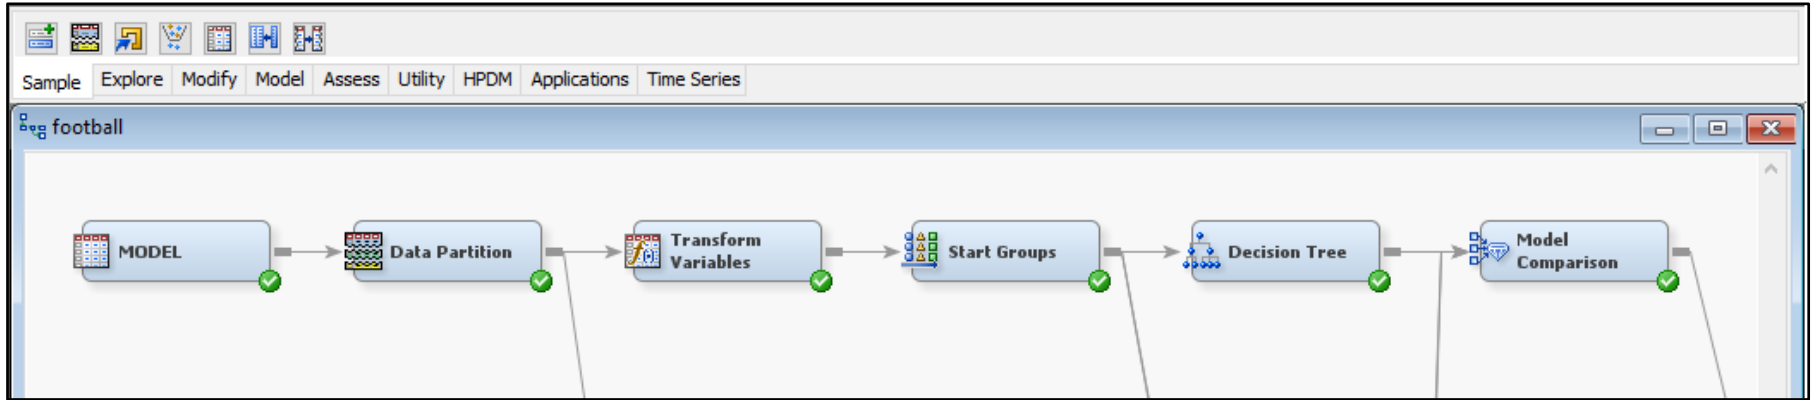 Sample Explore Modify Model Assess Utility HPDM Applications Time Series
football
MODEL
Data Partition
Transform
Variables
Start Groups
Decision Tree
Model
Comparison